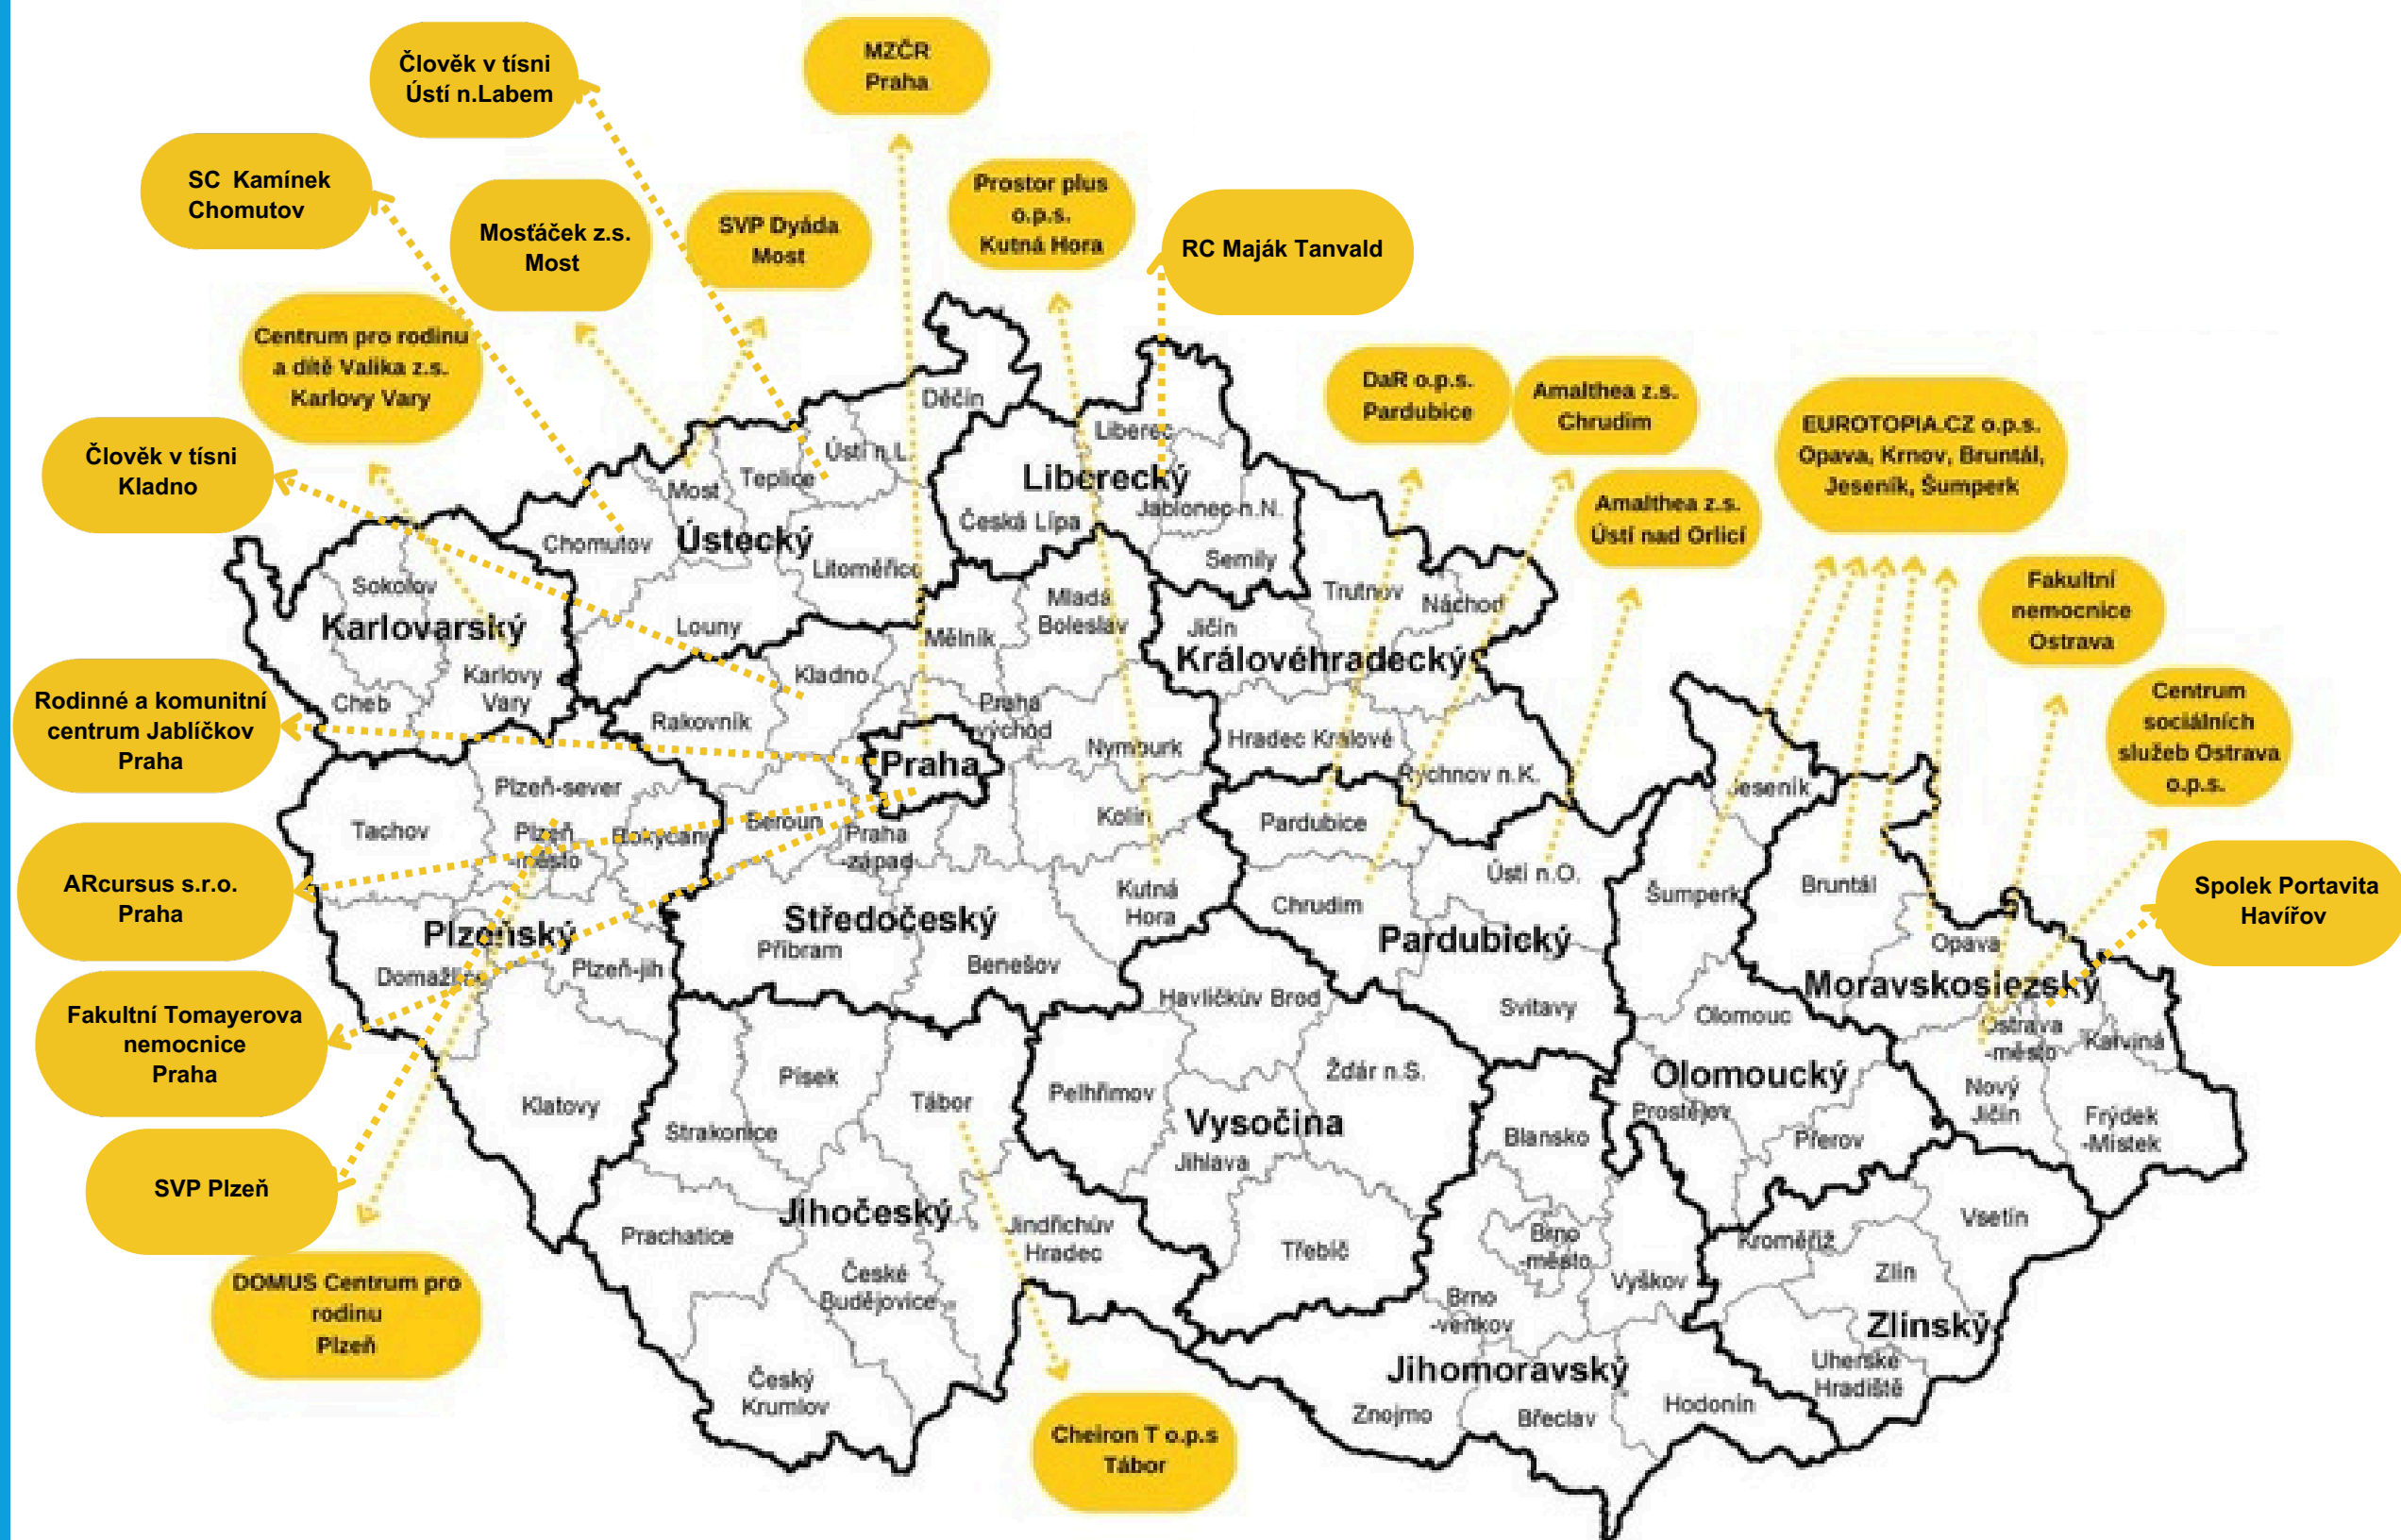 MZČR
Praha
Člověk v tísni
Ústí n.Labem
SC Kamínek
Chomutov
Mosťáček z.s.
Most
SVP Dyáda
Most
Prostor plus
o.p.s.
Kutná Hora
RC Maják Tanvald
Centrum pro rodinu
a dítě Valika z.s.
Karlovy Vary
DaR o.p.s.
Pardubice
Amalthea z.s.
Chrudim
EUROTOPIA.CZ o.p.s.
Opava, Krnov, Bruntál,
Jeseník, Šumperk
Člověk v tísni
Kladno
Amalthea z.s.
Ústí nad Orlicí
Fakultní
nemocnice
Ostrava
Rodinné a komunitní
centrum Jablíčkov
Praha
Centrum
sociálních
služeb Ostrava
o.p.s.
ARcursus s.r.o.
Praha
Spolek Portavita
Havířov
Fakultní Tomayerova
nemocnice
Praha
SVP Plzeň
DOMUS Centrum pro
rodinu
Plzeň
Cheiron T o.p.s
Tábor
Děčín
Liberec
Ústí n.L.
Teplice
Most
Liberecký
Jablonec n.N.
Česká Lípa
Chomutov
Ústecký
Litoměřice
Semily
Sokolov
Trutnov
Náchod
Mladá
Boleslav
Karlovarský
Louny
Mělník
Jičín
Královéhradecký
Kladno
Karlovy
Vary
Cheb
Rakovník
Praha
-východ
Nymburk
Hradec Králové
Praha
Rychnov n.K.
Jeseník
Plzeň-sever
Tachov
Plzeň
-město
Rokycany
Beroun
Praha
-západ
Kolín
Pardubice
Ústí n.O.
Šumperk
Bruntál
Kutná
Hora
Chrudim
Plzeňský
Středočeský
Pardubický
Opava
Domažlice
Plzeň-jih
Příbram
Benešov
Moravskoslezský
Havlíčkův Brod
Svitavy
Olomouc
Ostrava
-město
Karviná
Písek
Žďár n.S.
Olomoucký
Klatovy
Tábor
Pelhřimov
Nový
Jičín
Frýdek
-Místek
Strakonice
Vysočina
Prostějov
Blansko
Přerov
Jihlava
Jihočeský
Prachatice
Jindřichův
Hradec
Třebíč
Brno
-město
Vyškov
Kroměříž
Vsetín
Zlín
České
Budějovice
Brno
-venkov
Zlínský
Český
Krumlov
Jihomoravský
Uherské
Hradiště
Znojmo
Břeclav
Hodonín